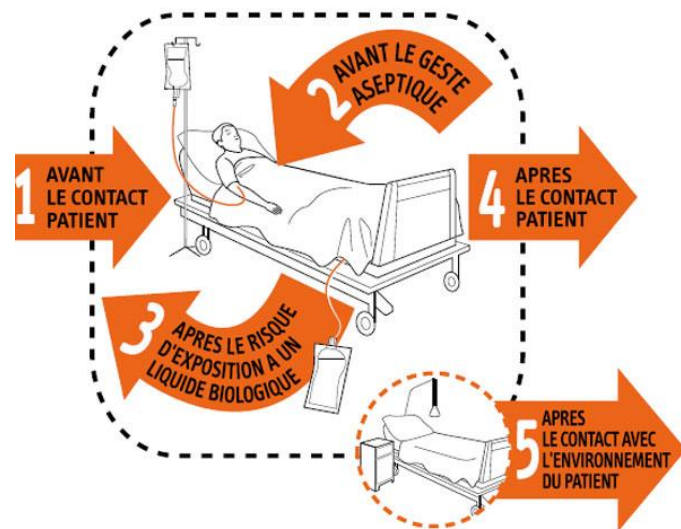 1 AVANT
LE CONTACT
PATIENT
2 AVANT LE GESTE
ASEPTIQUE
3 APRES LE RISQUE
D'EXPOSITION A UN
LIQUIDE BIOLOGIQUE
4 APRES
LE CONTACT
PATIENT
5 APRES
LE CONTACT AVEC
L'ENVIRONNEMENT
DU PATIENT